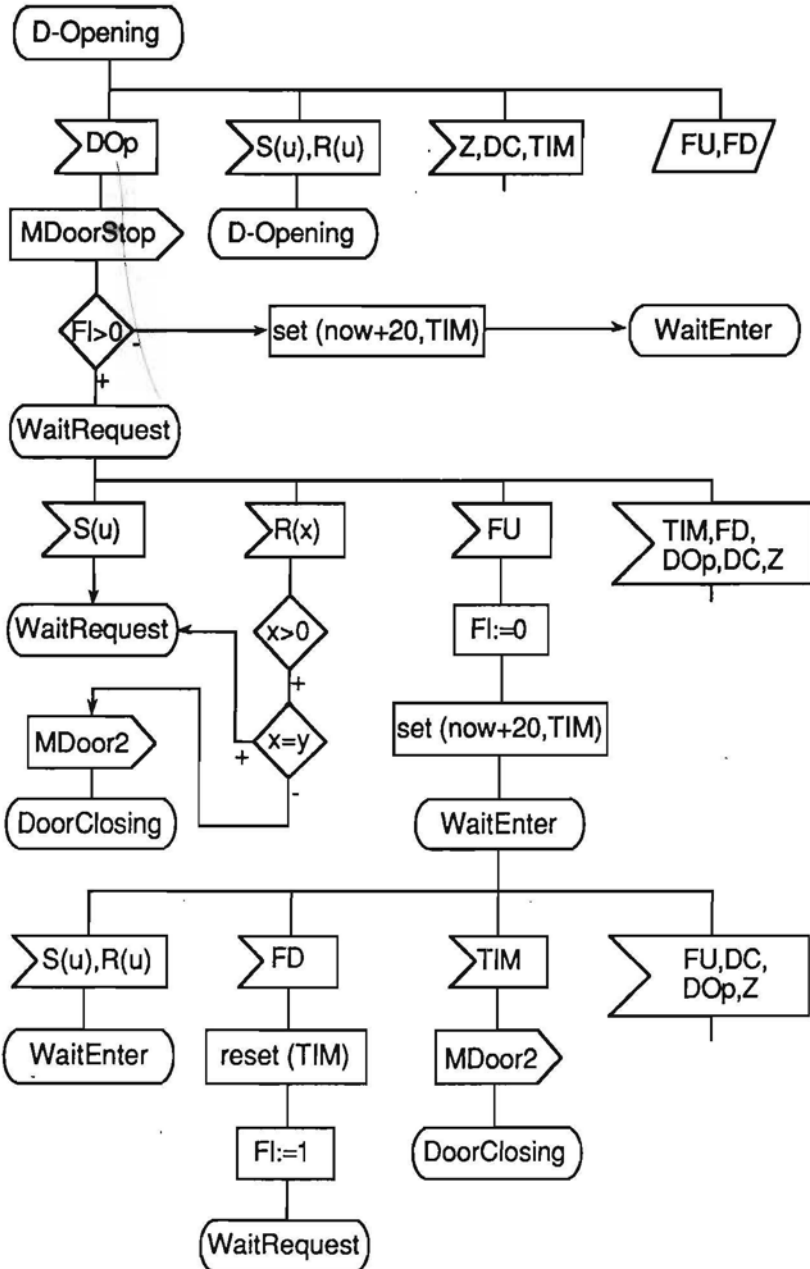 D-Opening
DOp
S(u),R(u)
Z,DC,TIM
FU,FD
MDoorStop
D-Opening
Fl>0
-
set (now+20,TIM)
WaitEnter
+
WaitRequest
S(u)
R(x)
FU
TIM,FD,
DOp,DC,Z
WaitRequest
x>0
Fl:=0
+
MDoor2
x=y
+
-
set (now+20,TIM)
DoorClosing
WaitEnter
S(u),R(u)
FD
TIM
FU,DC,
DOp,Z
WaitEnter
reset (TIM)
MDoor2
Fl:=1
DoorClosing
WaitRequest